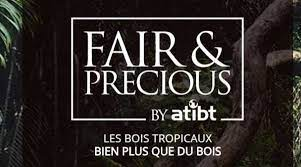 FAIR &
PRECIOUS
BY atibt
LES BOIS TROPICAUX
BIEN PLUS QUE DU BOIS